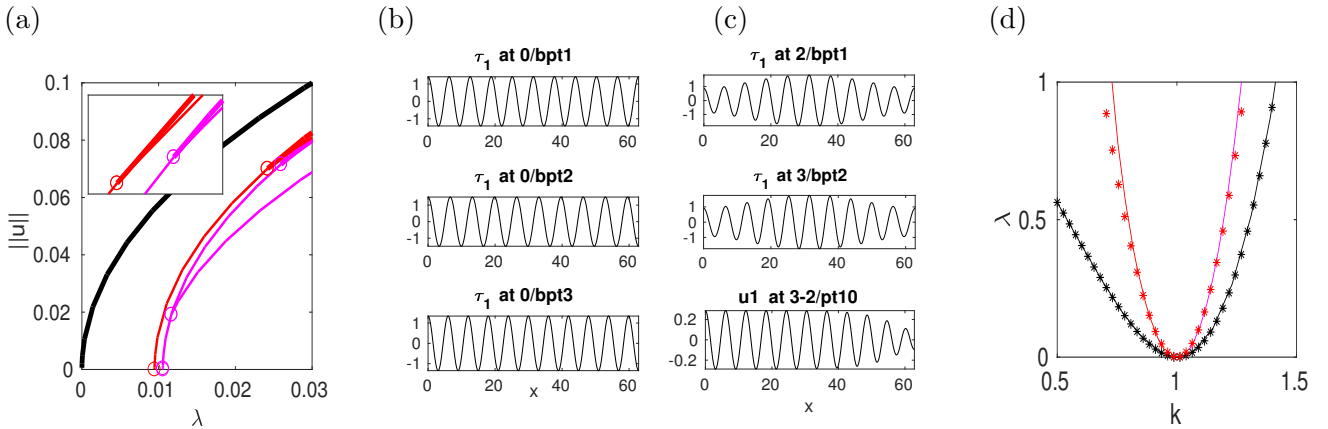 (a)
(b)
(c)
(d)
0.1
0.08
0.06
0.04
0.02
0
||u||
0
0.01
0.02
0.03
λ
τ1 at 0/bpt1
1
0
-1
0 20 40 60
τ1 at 0/bpt2
1
0
-1
0 20 40 60
τ1 at 0/bpt3
1
0
-1
0 20 40 60
x
τ1 at 2/bpt1
1
0
-1
0 20 40 60
τ1 at 3/bpt2
1
0
-1
0 20 40 60
u1 at 3-2/pt10
0.2
0
-0.2
0 20 40 60
x
1
0.5
0
λ
0.5 1 1.5
k